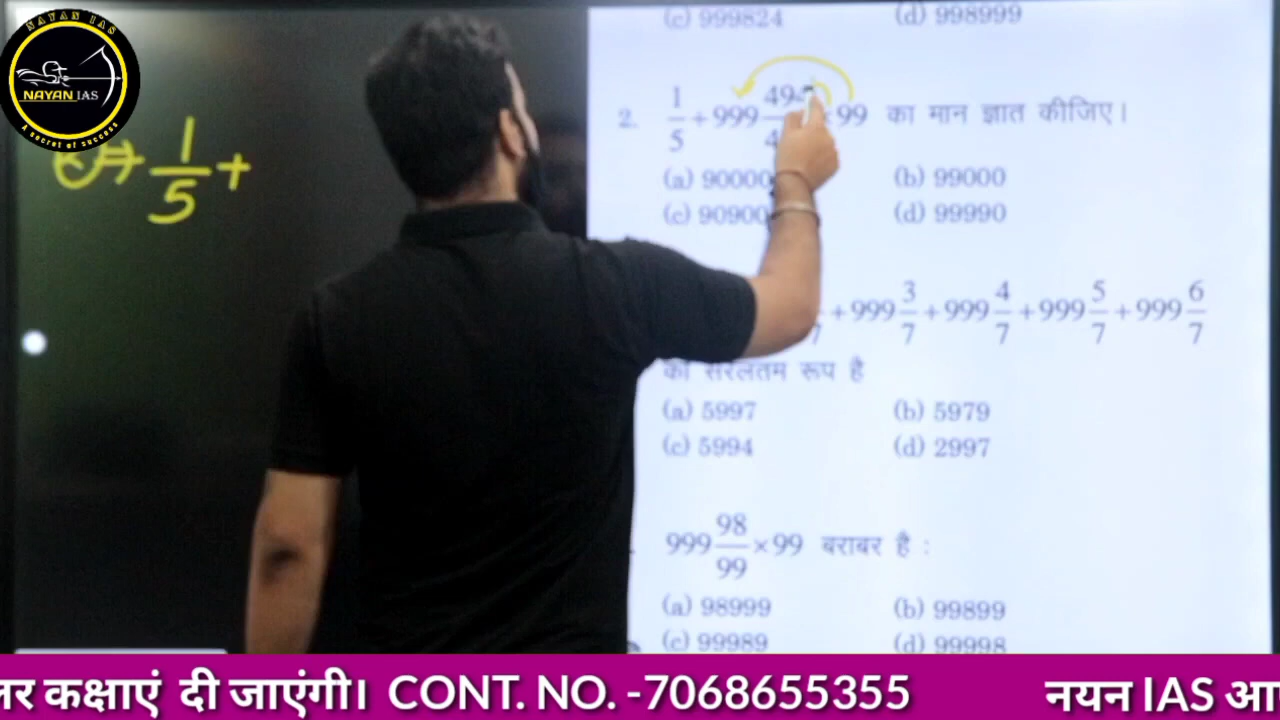 NAYAN IAS
NAYAN IAS
A secret of success
⇒ 1/5 +
(c) 999824 (d) 998999
2. 1/5 + 999 494 × 99 का मान ज्ञात कीजिए।
(a) 90000 (b) 99000
(c) 90900 (d) 99990
7 + 999 3/7 + 999 4/7 + 999 5/7 + 999 6/7
का सरलतम रूप है
(a) 5997 (b) 5979
(c) 5994 (d) 2997
999 98/99 × 99 बराबर है :
(a) 98999 (b) 99899
(c) 99989 (d) 99998
कक्षाएं दी जाएंगी। CONT. NO. -7068655355 नयन IAS